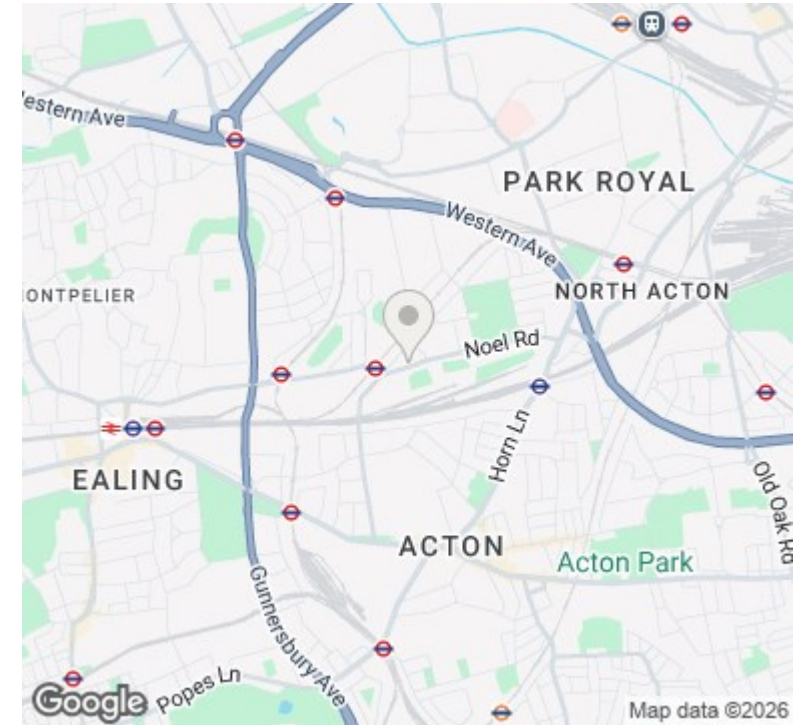 estern Ave
PARK ROYAL
Western Ave
ONTPELIER
NORTH ACTON
Noel Rd
Horn Ln
EALING
Old Oak Rd
ACTON
Acton Park
Gunnersbury Ave
Popes Ln
Google
Map data ©2026